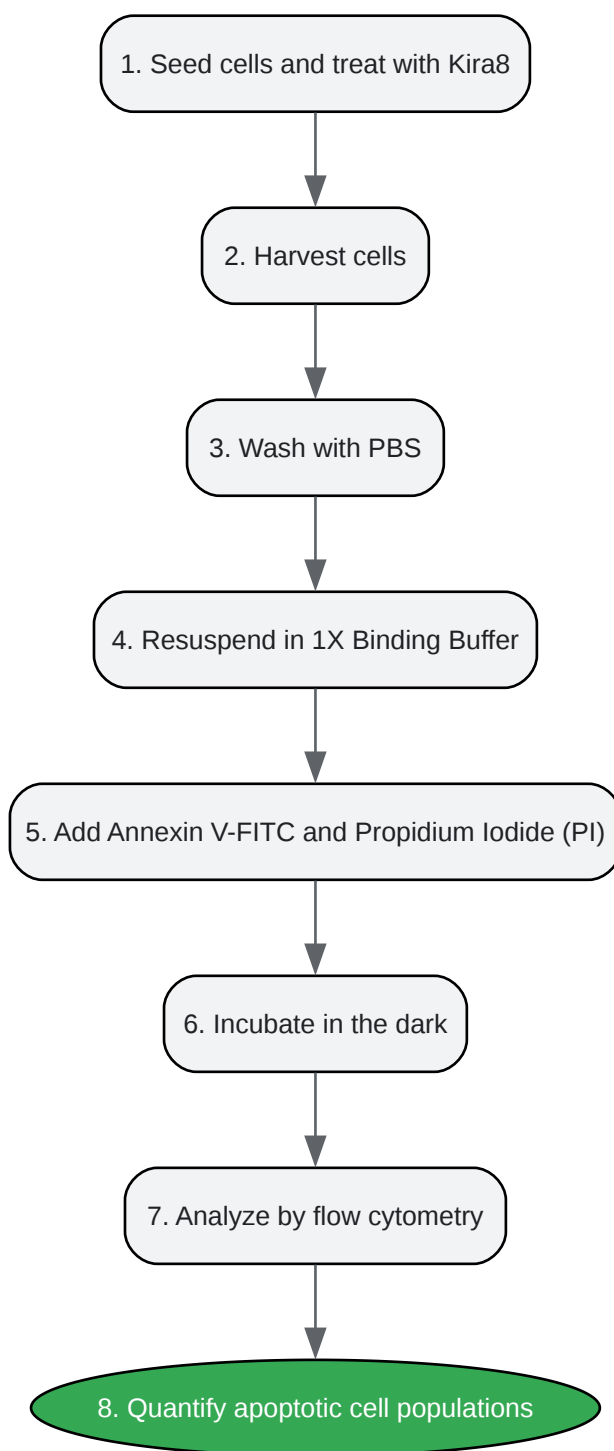 1. Seed cells and treat with Kira8
2. Harvest cells
3. Wash with PBS
4. Resuspend in 1X Binding Buffer
5. Add Annexin V-FITC and Propidium Iodide (PI)
6. Incubate in the dark
7. Analyze by flow cytometry
8. Quantify apoptotic cell populations